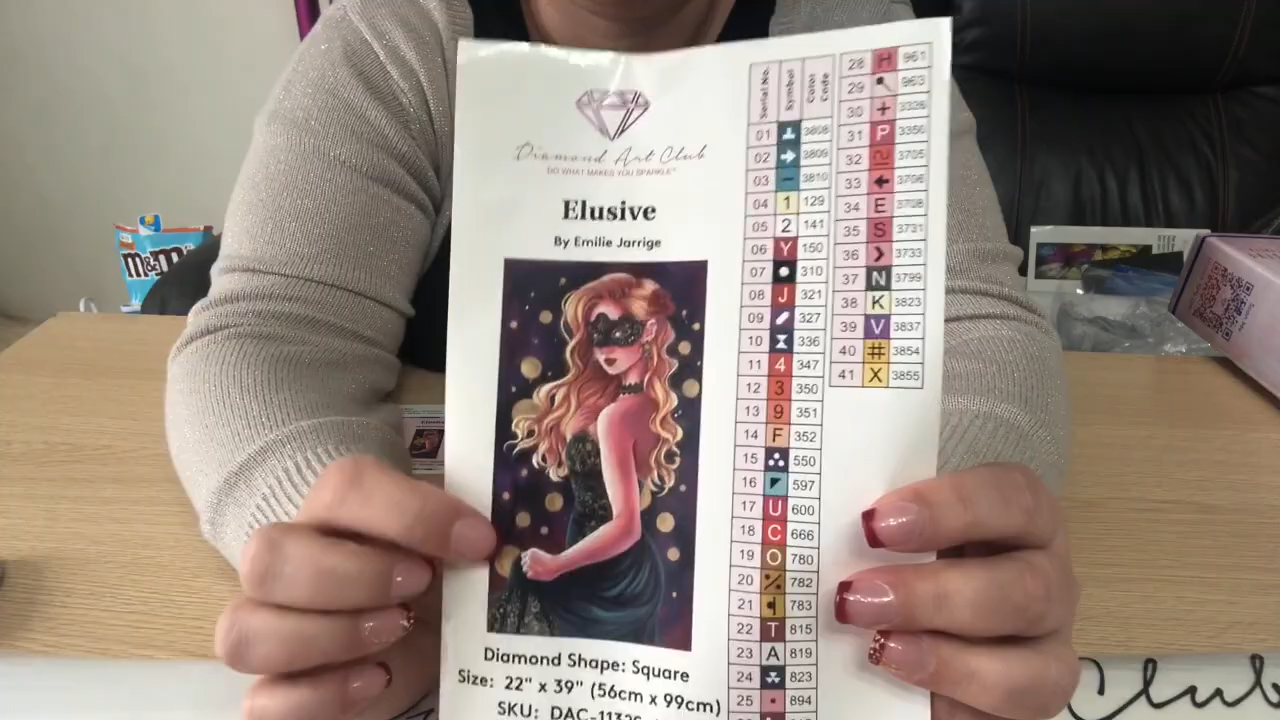 Diamond Art Club
DO WHAT MAKES YOU SPARKLE™
Elusive
By Emilie Jarrige
Diamond Shape: Square
Size: 22" x 39" (56cm x 99cm)
SKU: DAC-11326
Serial No. Symbol Color Code
01 ⊥ 3808
02 → 3809
03 − 3810
04 1 129
05 2 141
06 Y 150
07 ● 310
08 J 321
09 327
10 336
11 4 347
12 3 350
13 9 351
14 F 352
15 550
16 ◤ 597
17 U 600
18 C 666
19 O 780
20 ⁒ 782
21 783
22 T 815
23 A 819
24 823
25 ▪ 894
28 H 961
29 963
30 + 3326
31 P 3350
32 3705
33 ← 3706
34 E 3708
35 S 3731
36 ❯ 3733
37 N 3799
38 K 3823
39 V 3837
40 # 3854
41 X 3855
m&m's
Club